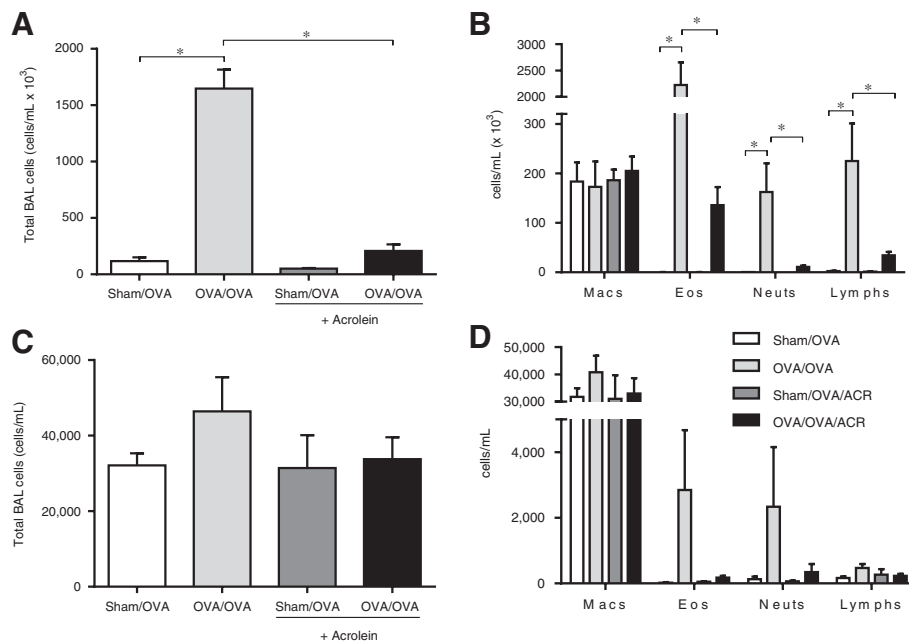 A
Total BAL cells (cells/mL x 10³)
2000
1500
1000
500
0
*
*
Sham/OVA OVA/OVA Sham/OVA OVA/OVA
+ Acrolein
B
cells/mL (x 10³)
3000
2500
2000
300
200
100
0
* *
* *
* *
Macs Eos Neuts Lymphs
C
Total BAL cells (cells/mL)
60,000
40,000
20,000
0
Sham/OVA OVA/OVA Sham/OVA OVA/OVA
+ Acrolein
D
cells/mL
50,000
40,000
30,000
4,000
2,000
0
Sham/OVA
OVA/OVA
Sham/OVA/ACR
OVA/OVA/ACR
Macs Eos Neuts Lymphs